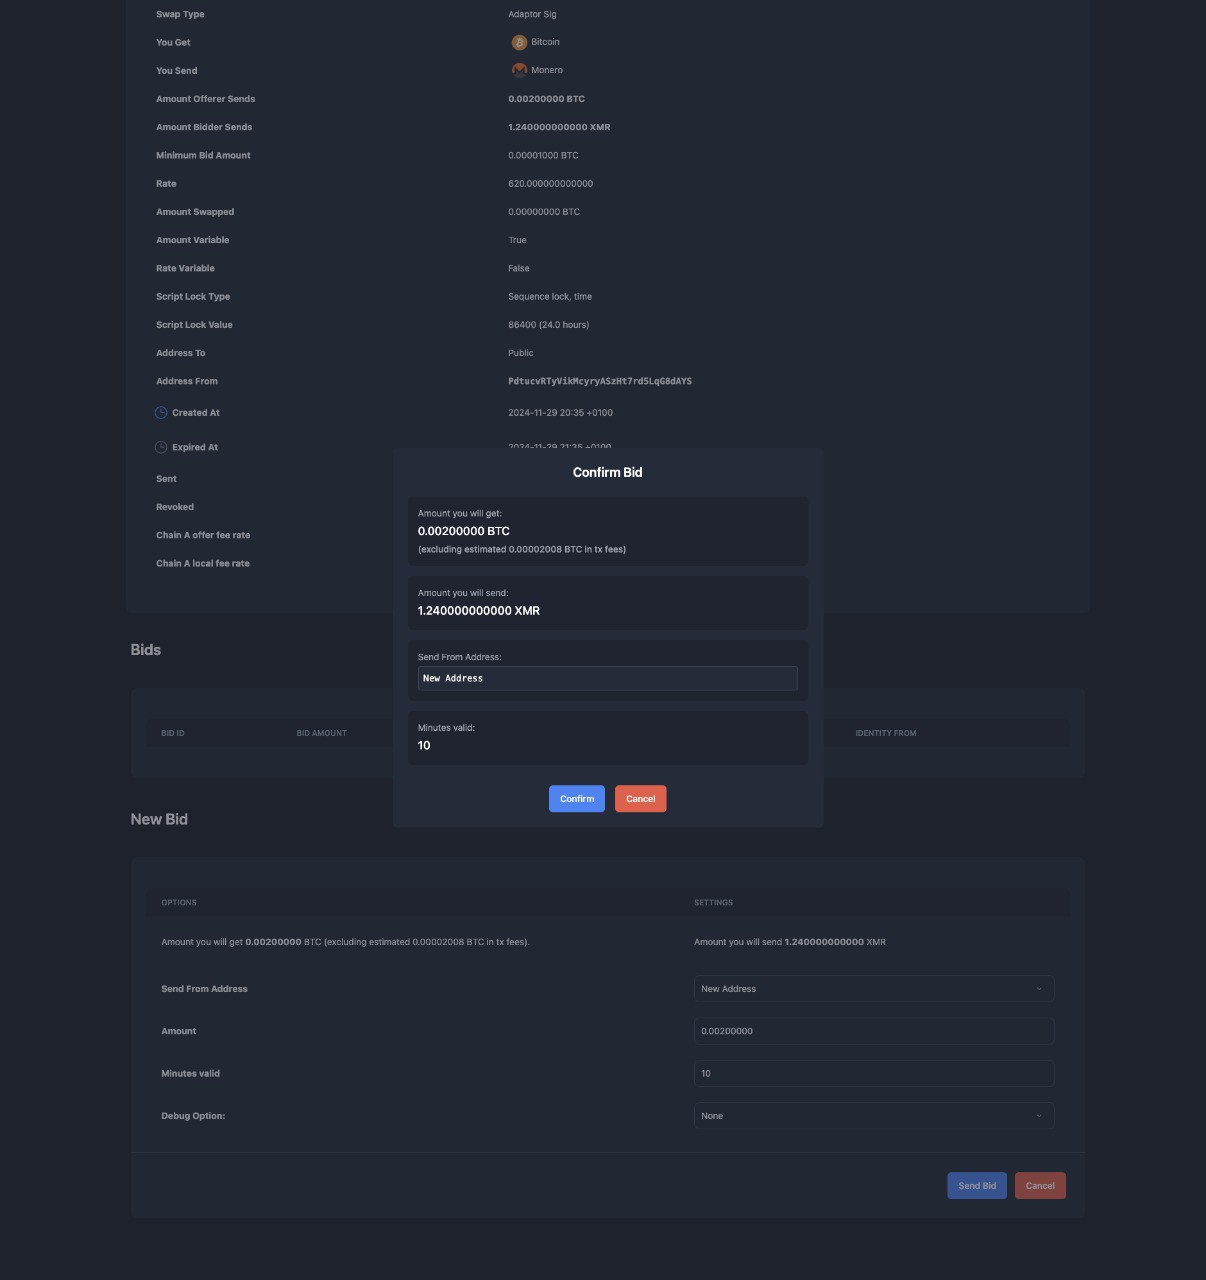 Swap Type Adaptor Sig
You Get Bitcoin
You Send Monero
Amount Offerer Sends 0.00200000 BTC
Amount Bidder Sends 1.240000000000 XMR
Minimum Bid Amount 0.00001000 BTC
Rate 620.000000000000
Amount Swapped 0.00000000 BTC
Amount Variable True
Rate Variable False
Script Lock Type Sequence lock, time
Script Lock Value 86400 (24.0 hours)
Address To Public
Address From PdtucvRTyVikMcyryASzHt7rd5LqG8dAYS
Created At 2024-11-29 20:35 +0100
Expired At 2024-11-29 21:35 +0100
Sent
Revoked
Chain A offer fee rate
Chain A local fee rate
Confirm Bid
Amount you will get:
0.00200000 BTC
(excluding estimated 0.00002008 BTC in tx fees)
Amount you will send:
1.240000000000 XMR
Send From Address:
New Address
Minutes valid:
10
Confirm Cancel
Bids
BID ID BID AMOUNT IDENTITY FROM
New Bid
OPTIONS SETTINGS
Amount you will get 0.00200000 BTC (excluding estimated 0.00002008 BTC in tx fees). Amount you will send 1.240000000000 XMR
Send From Address New Address
Amount 0.00200000
Minutes valid 10
Debug Option: None
Send Bid Cancel